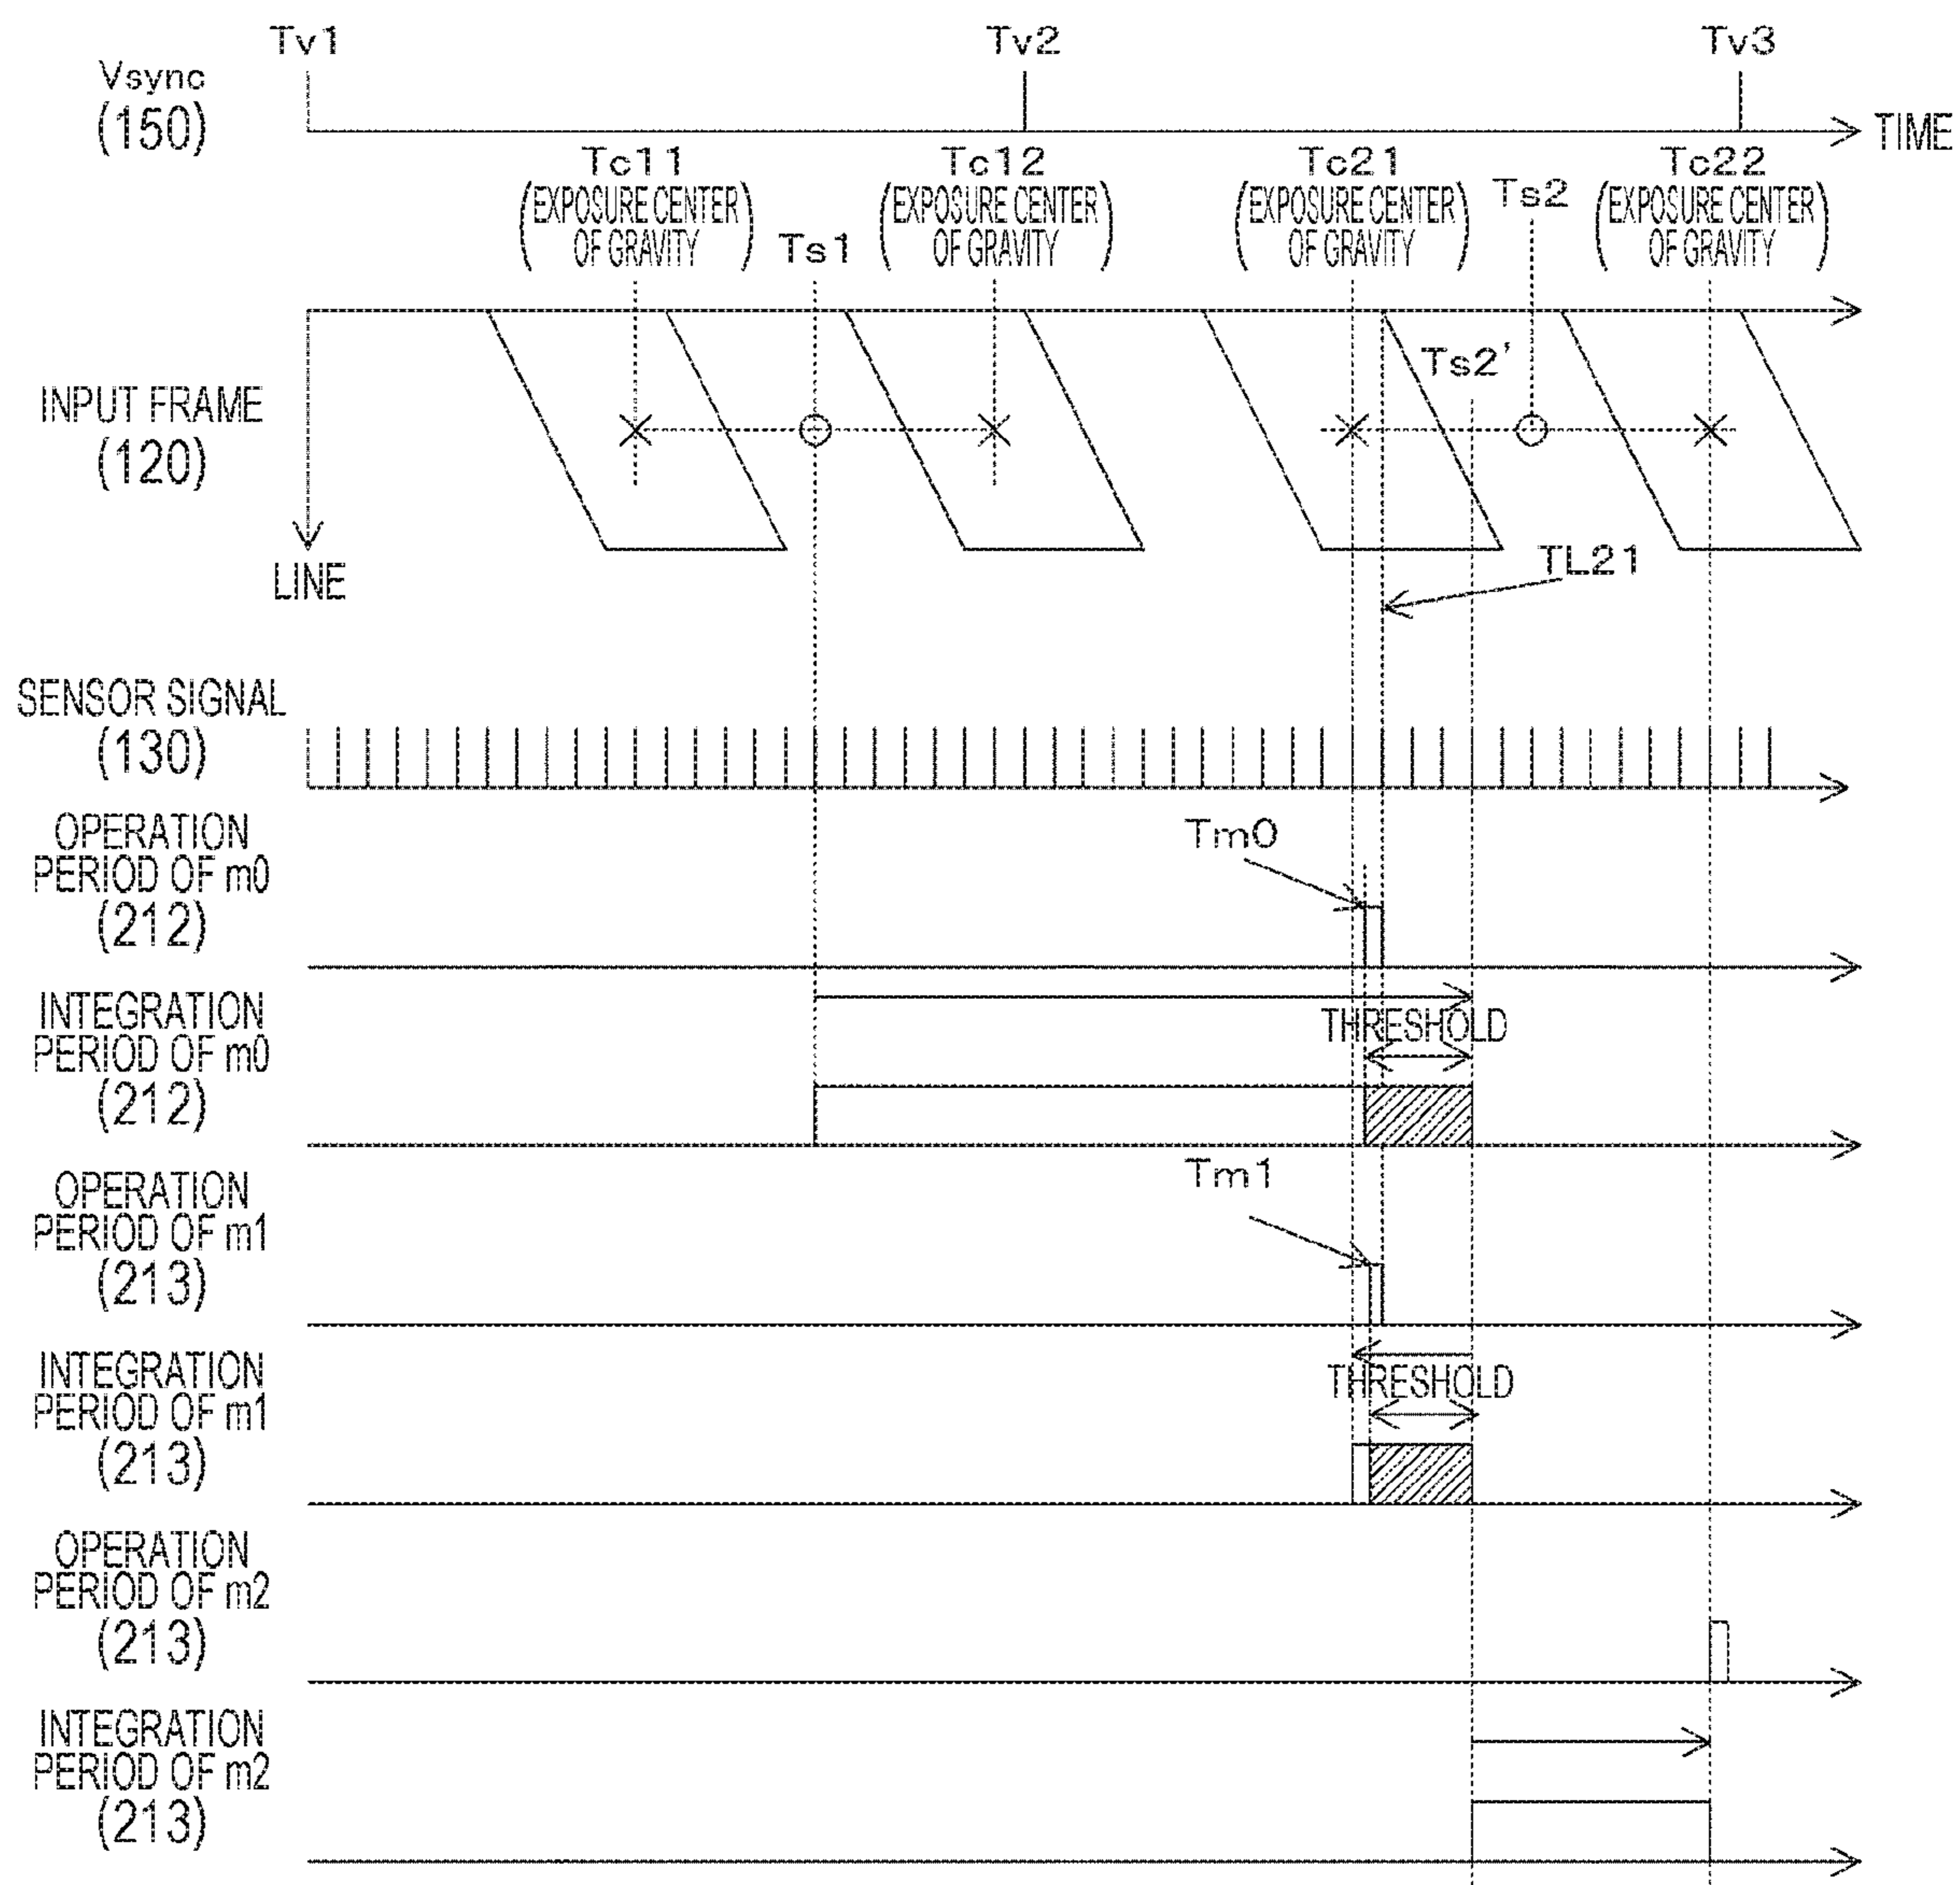 Tv1 Tv2 Tv3
Vsync
(150)
TIME
Tc11 Tc12 Tc21 Tc22
(EXPOSURE CENTER OF GRAVITY)
(EXPOSURE CENTER OF GRAVITY)
(EXPOSURE CENTER OF GRAVITY)
(EXPOSURE CENTER OF GRAVITY)
Ts1 Ts2
Ts2'
INPUT FRAME
(120)
LINE
TL21
SENSOR SIGNAL
(130)
OPERATION
PERIOD OF m0
(212)
Tm0
INTEGRATION
PERIOD OF m0
(212)
THRESHOLD
OPERATION
PERIOD OF m1
(213)
Tm1
INTEGRATION
PERIOD OF m1
(213)
THRESHOLD
OPERATION
PERIOD OF m2
(213)
INTEGRATION
PERIOD OF m2
(213)